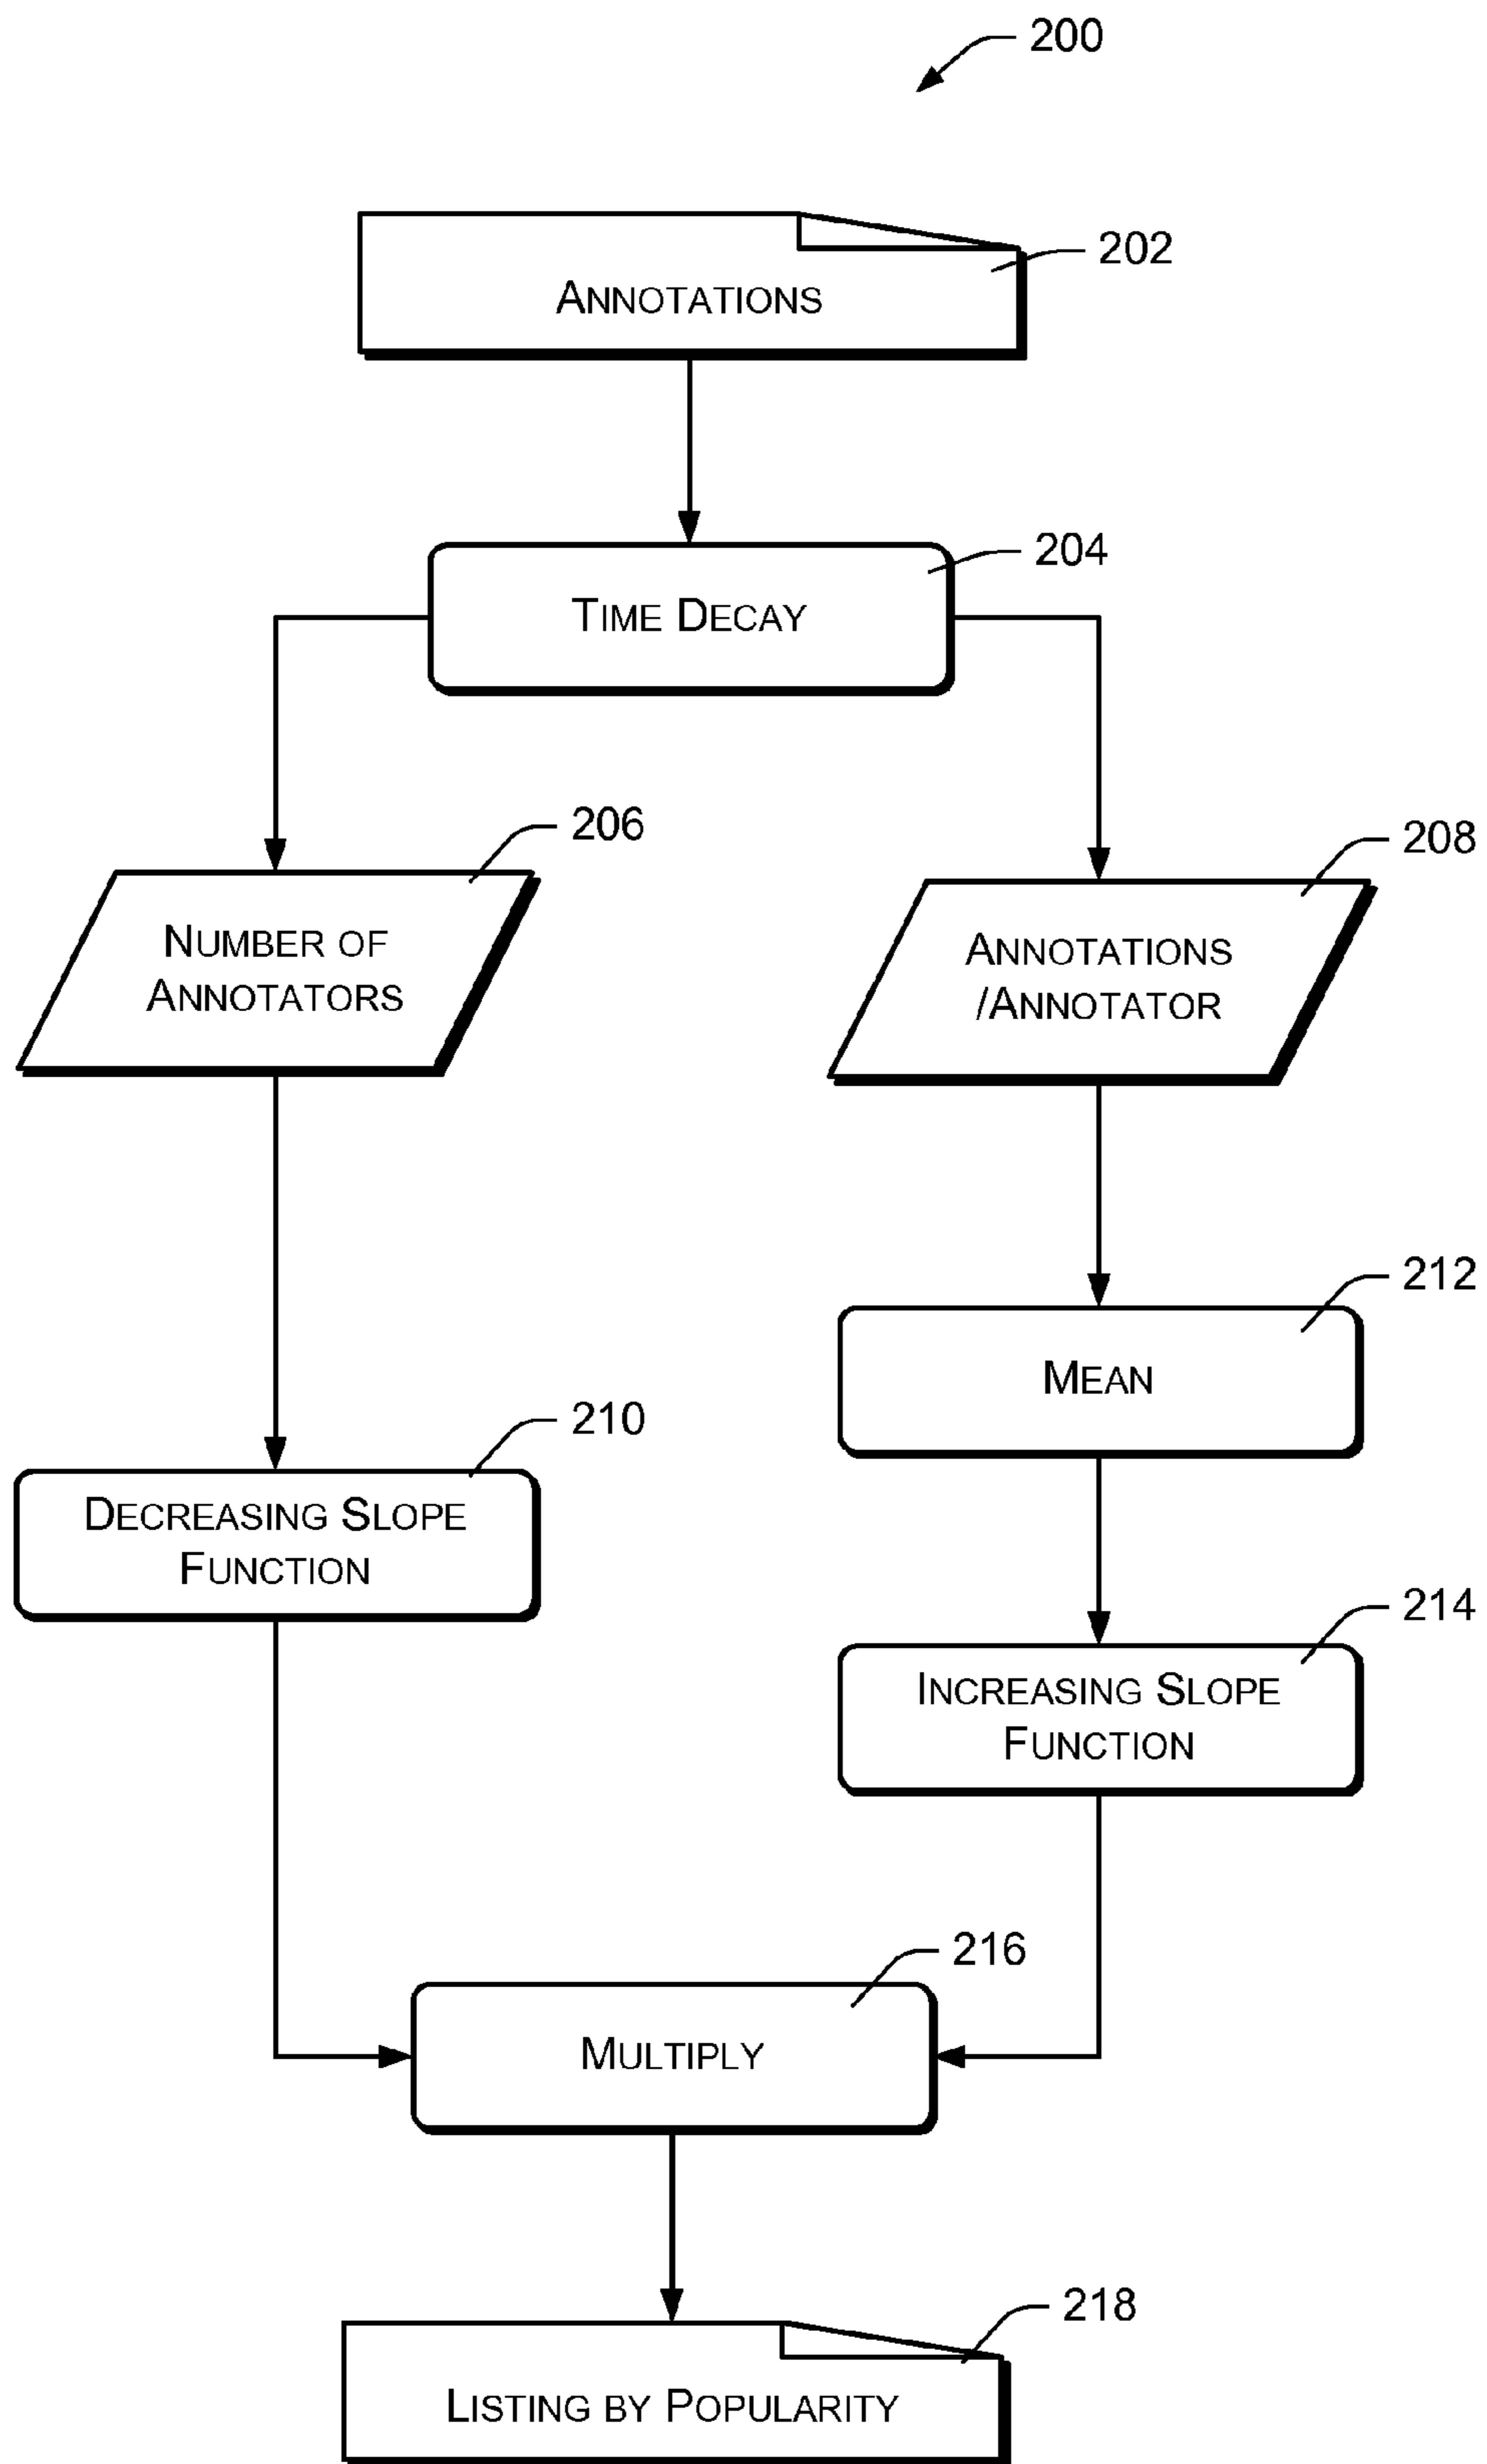 200
202
ANNOTATIONS
204
TIME DECAY
206
208
NUMBER OF
ANNOTATORS
ANNOTATIONS
/ANNOTATOR
212
MEAN
210
DECREASING SLOPE
FUNCTION
214
INCREASING SLOPE
FUNCTION
216
MULTIPLY
218
LISTING BY POPULARITY